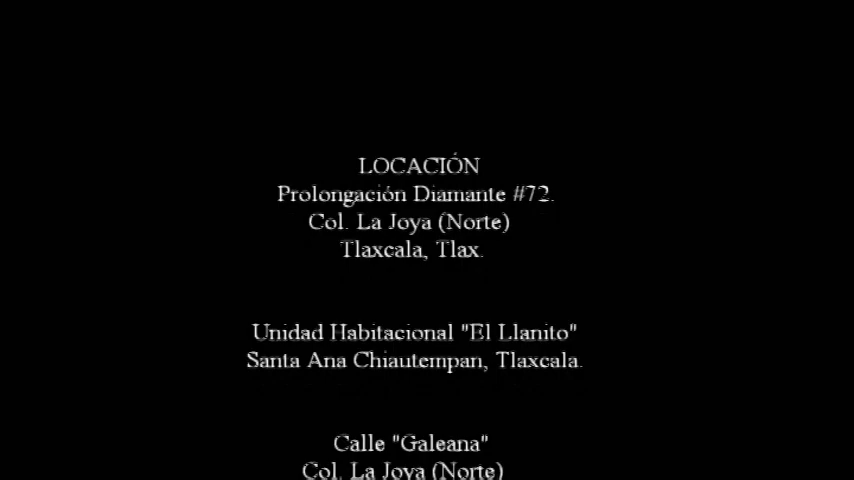 LOCACIÓN
Prolongación Diamante #72.
Col. La Joya (Norte)
Tlaxcala, Tlax.
Unidad Habitacional "El Llanito"
Santa Ana Chiautempan, Tlaxcala.
Calle "Galeana"
Col. La Joya (Norte)